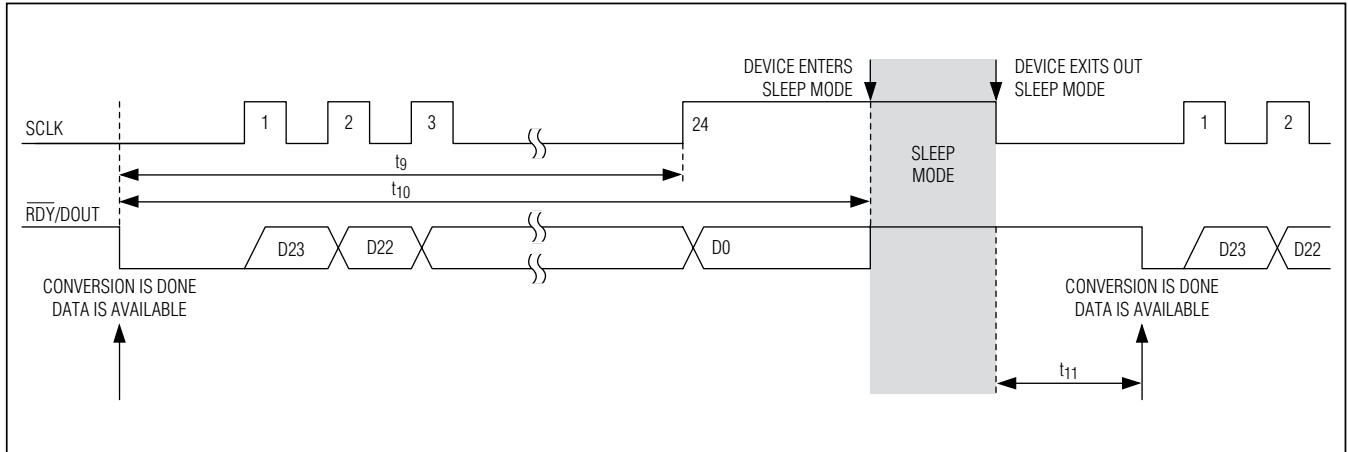 DEVICE ENTERS
SLEEP MODE
DEVICE EXITS OUT
SLEEP MODE
SCLK
1
2
3
24
1
2
SLEEP
MODE
t9
t10
RDY/DOUT
D23
D22
D0
D23
D22
CONVERSION IS DONE
DATA IS AVAILABLE
CONVERSION IS DONE
DATA IS AVAILABLE
t11